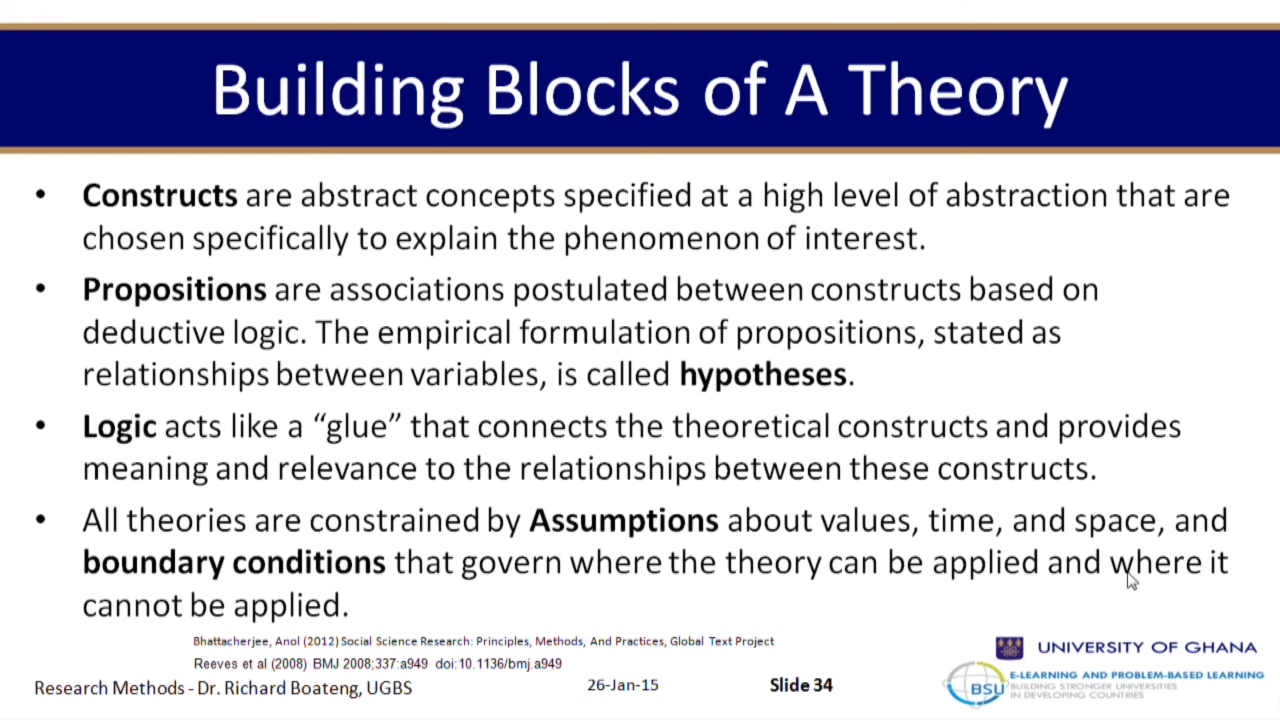 Building Blocks of A Theory
• Constructs are abstract concepts specified at a high level of abstraction that are
chosen specifically to explain the phenomenon of interest.
• Propositions are associations postulated between constructs based on
deductive logic. The empirical formulation of propositions, stated as
relationships between variables, is called hypotheses.
• Logic acts like a “glue” that connects the theoretical constructs and provides
meaning and relevance to the relationships between these constructs.
• All theories are constrained by Assumptions about values, time, and space, and
boundary conditions that govern where the theory can be applied and where it
cannot be applied.
Bhattacherjee, Anol (2012) Social Science Research: Principles, Methods, And Practices, Global Text Project
Reeves et al (2008) BMJ 2008;337:a949 doi:10.1136/bmj.a949
Research Methods - Dr. Richard Boateng, UGBS
26-Jan-15
Slide 34
UNIVERSITY OF GHANA
BSU
E-LEARNING AND PROBLEM-BASED LEARNING
BUILDING STRONGER UNIVERSITIES
IN DEVELOPING COUNTRIES